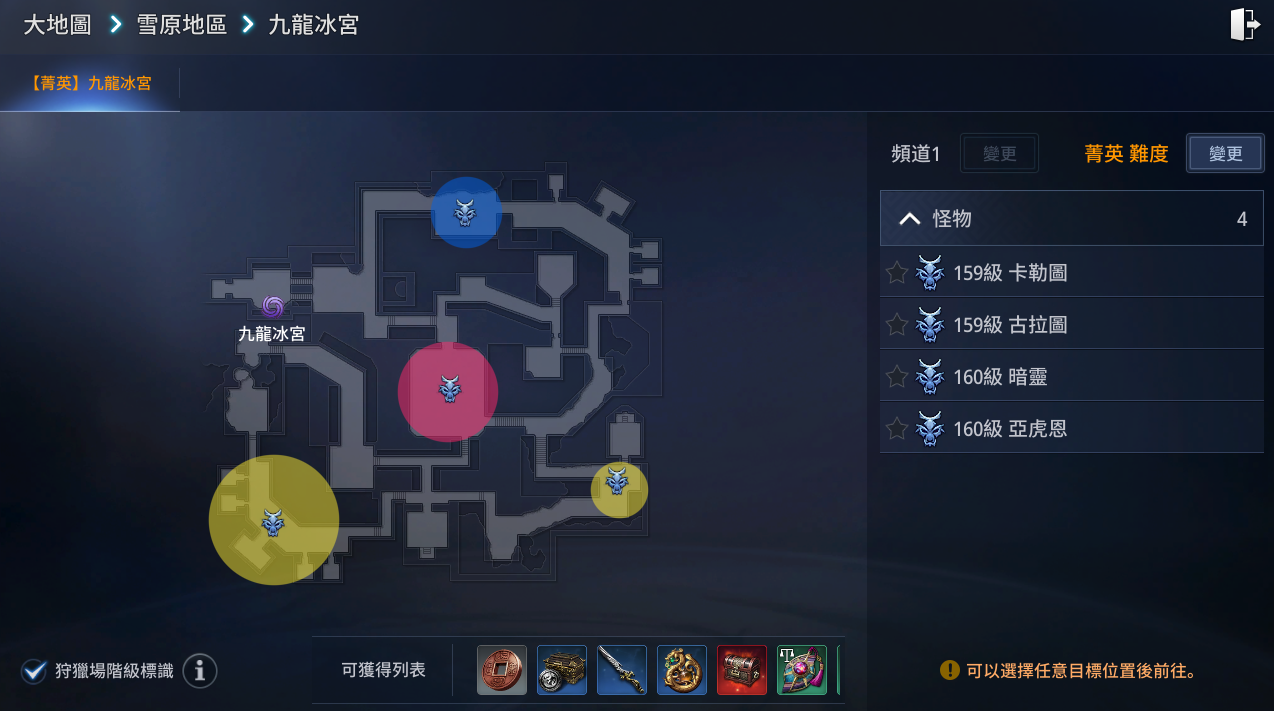 大地圖 雪原地區 九龍冰宮
【菁英】九龍冰宮
頻道1 變更 菁英 難度 變更
怪物 4
159級 卡勒圖
159級 古拉圖
160級 暗靈
160級 亞虎恩
九龍冰宮
狩獵場階級標識
可獲得列表
可以選擇任意目標位置後前往。